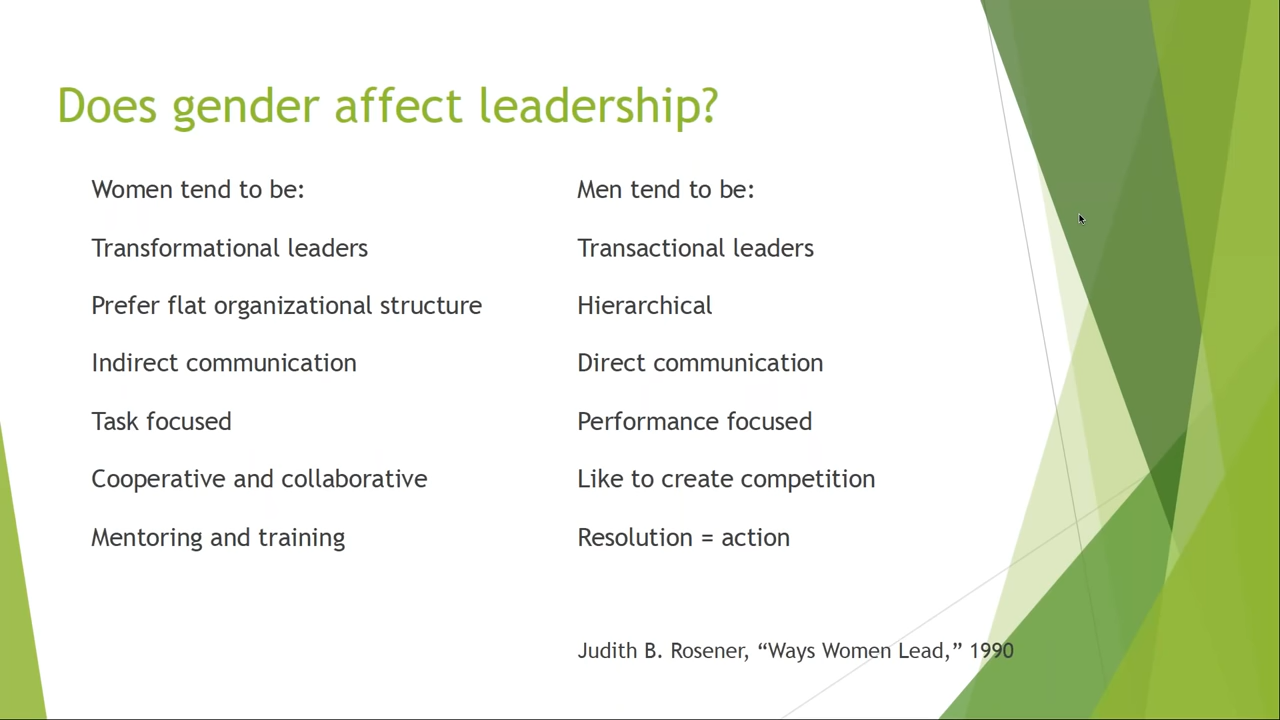 Does gender affect leadership?
Women tend to be:
Transformational leaders
Prefer flat organizational structure
Indirect communication
Task focused
Cooperative and collaborative
Mentoring and training
Men tend to be:
Transactional leaders
Hierarchical
Direct communication
Performance focused
Like to create competition
Resolution = action
Judith B. Rosener, “Ways Women Lead,” 1990